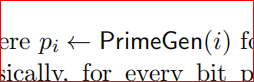 ere p_i ← PrimeGen(i) fo
sically, for every bit p